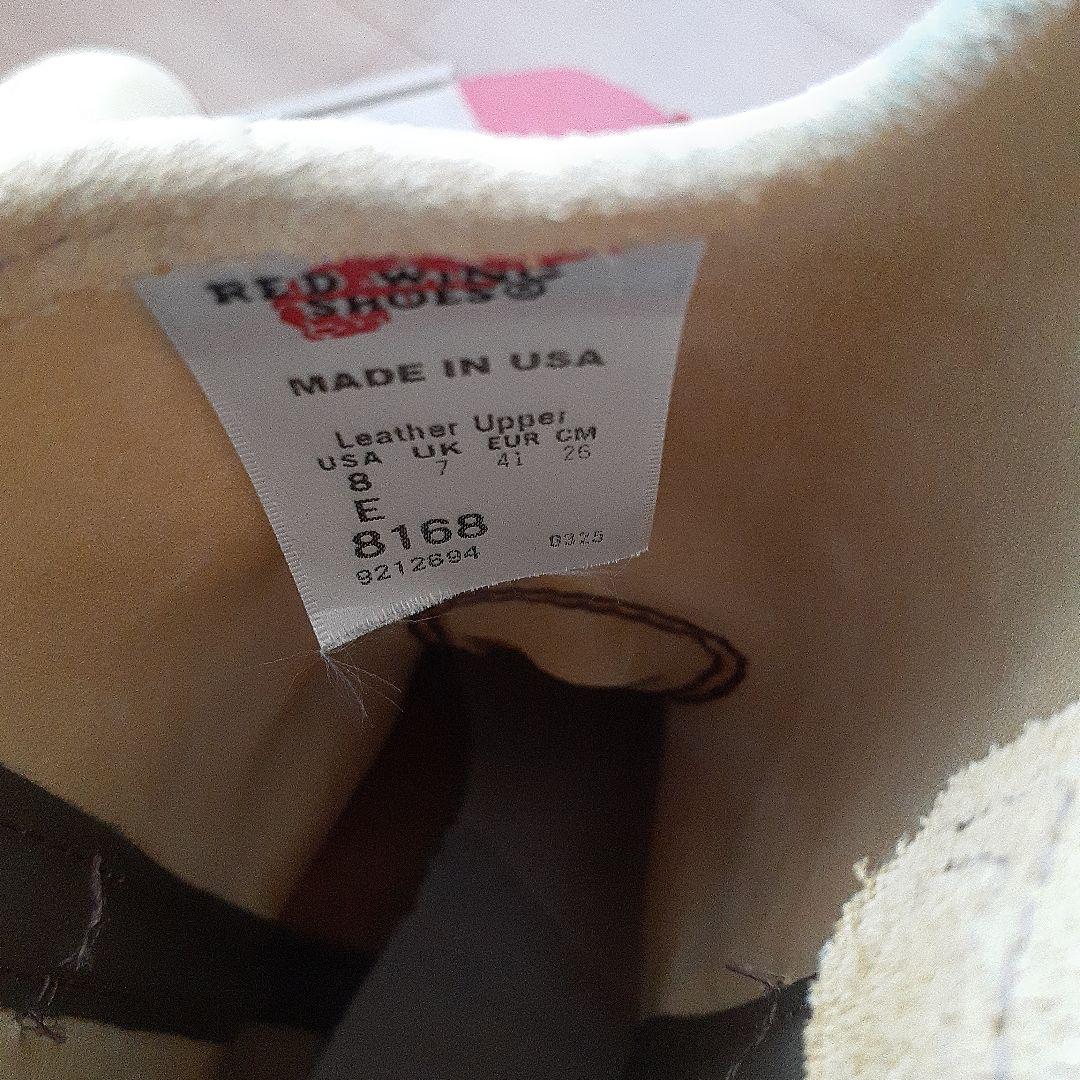 RED WING
SHOES®
MADE IN USA
Leather Upper
USA UK EUR CM
8 7 41 26
E
8168
9212694 0325